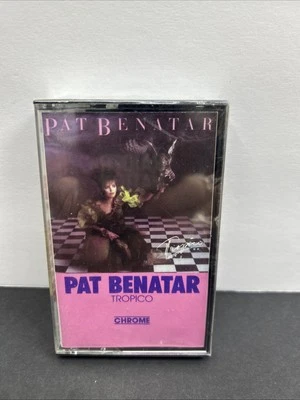 PAT BENATAR
Tropico
PAT BENATAR
TROPICO
CHROME